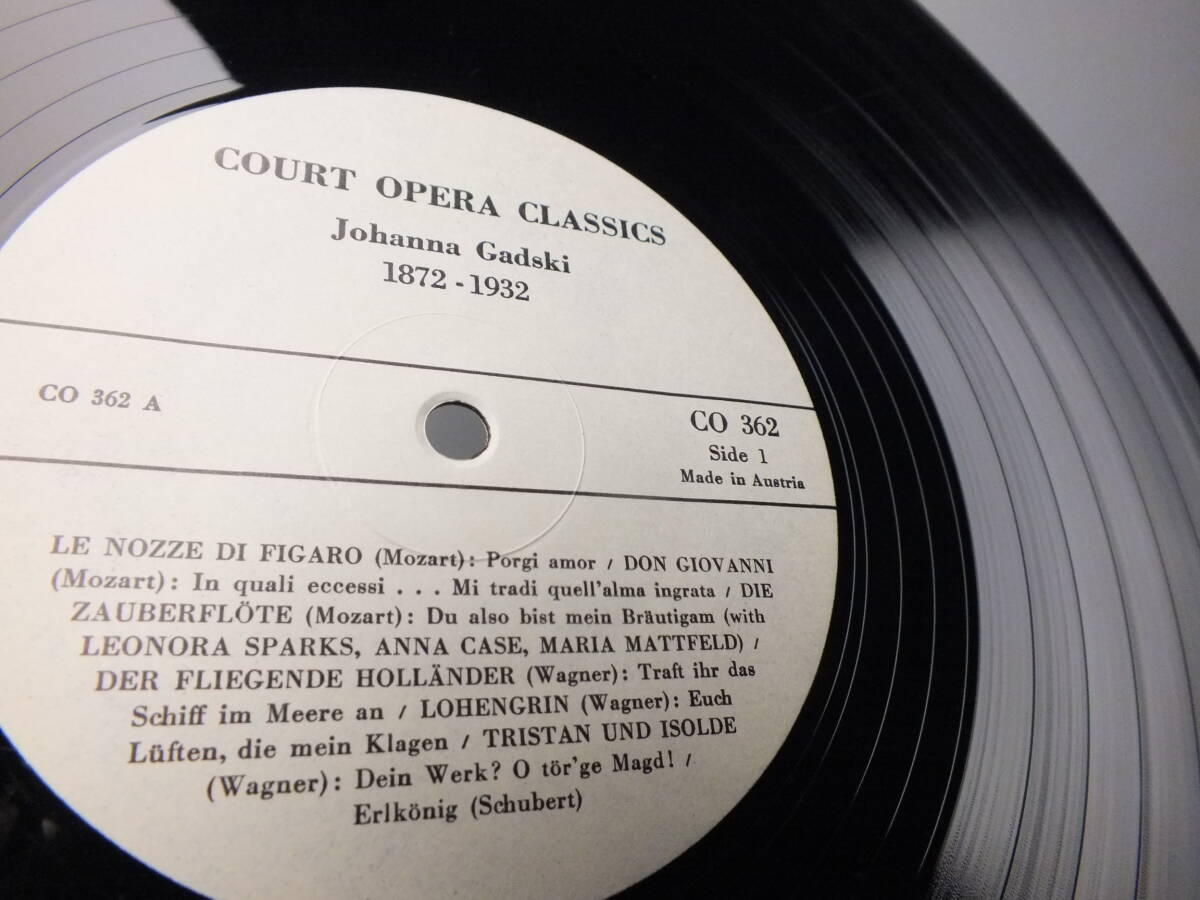 COURT OPERA CLASSICS
Johanna Gadski
1872 - 1932
CO 362 A
CO 362
Side 1
Made in Austria
LE NOZZE DI FIGARO (Mozart): Porgi amor / DON GIOVANNI
(Mozart): In quali eccessi . . . Mi tradi quell'alma ingrata / DIE
ZAUBERFLÖTE (Mozart): Du also bist mein Bräutigam (with
LEONORA SPARKS, ANNA CASE, MARIA MATTFELD) /
DER FLIEGENDE HOLLÄNDER (Wagner): Traft ihr das
Schiff im Meere an / LOHENGRIN (Wagner): Euch
Lüften, die mein Klagen / TRISTAN UND ISOLDE
(Wagner): Dein Werk? O tör'ge Magd! /
Erlkönig (Schubert)